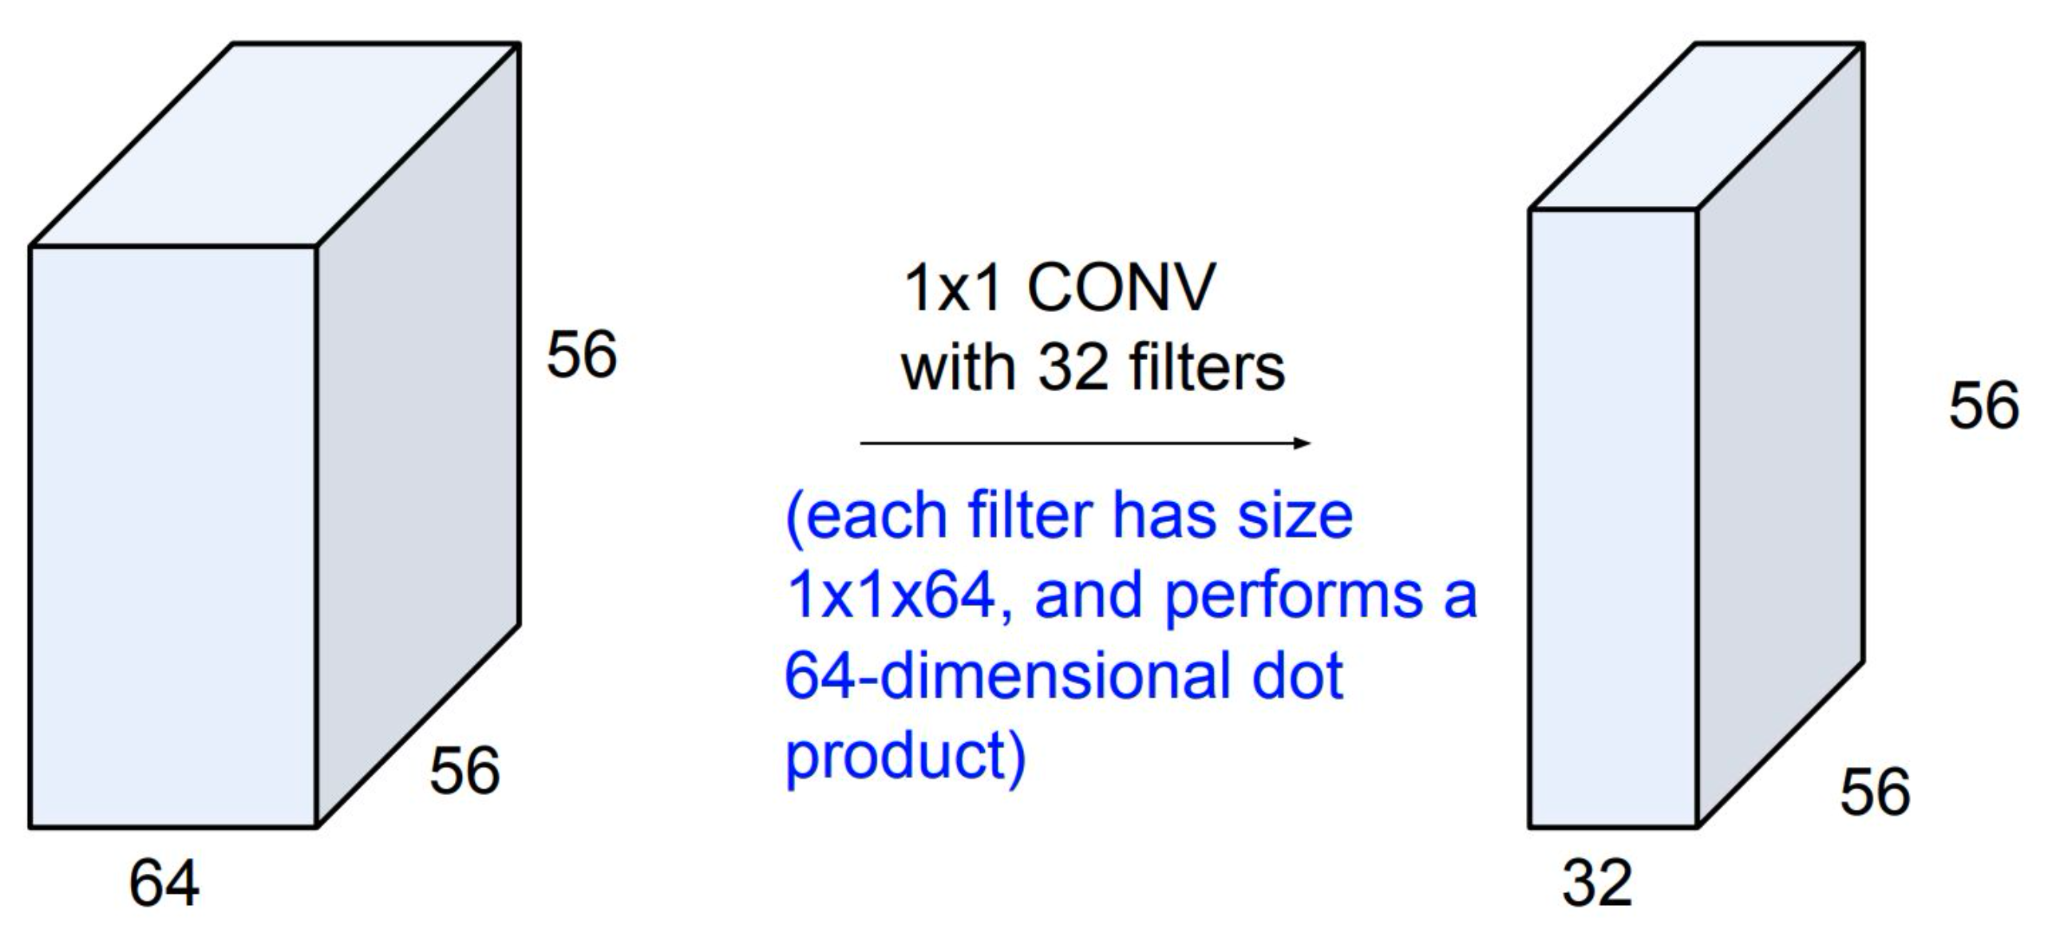 56
56
64
1x1 CONV
with 32 filters
(each filter has size
1x1x64, and performs a
64-dimensional dot
product)
56
56
32